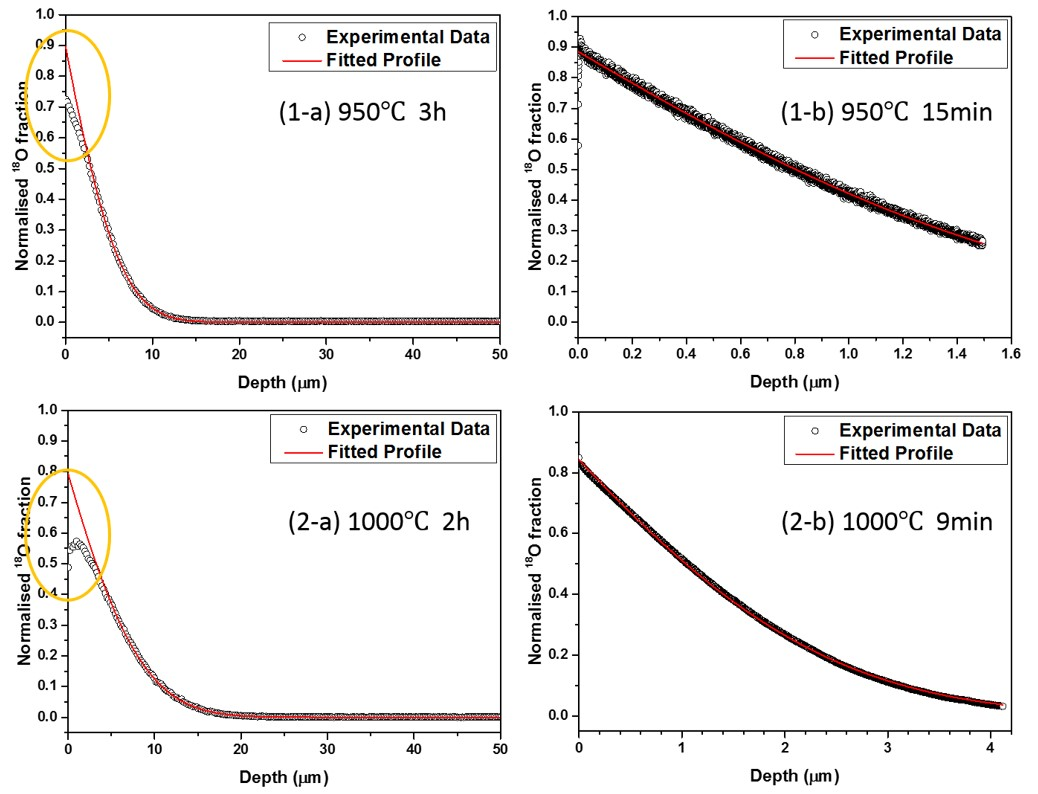 1.0
0.9
0.8
0.7
0.6
0.5
0.4
0.3
0.2
0.1
0.0
Normalised ¹⁸O fraction
Experimental Data
Fitted Profile
(1-a) 950℃ 3h
0 10 20 30 40 50
Depth (μm)
1.0
0.9
0.8
0.7
0.6
0.5
0.4
0.3
0.2
0.1
0.0
Normalised ¹⁸O fraction
Experimental Data
Fitted Profile
(1-b) 950℃ 15min
0.0 0.2 0.4 0.6 0.8 1.0 1.2 1.4 1.6
Depth (μm)
1.0
0.9
0.8
0.7
0.6
0.5
0.4
0.3
0.2
0.1
0.0
Normalised ¹⁸O fraction
Experimental Data
Fitted Profile
(2-a) 1000℃ 2h
0 10 20 30 40 50
Depth (μm)
1.0
0.8
0.6
0.4
0.2
0.0
Normalised ¹⁸O fraction
Experimental Data
Fitted Profile
(2-b) 1000℃ 9min
0 1 2 3 4
Depth (μm)